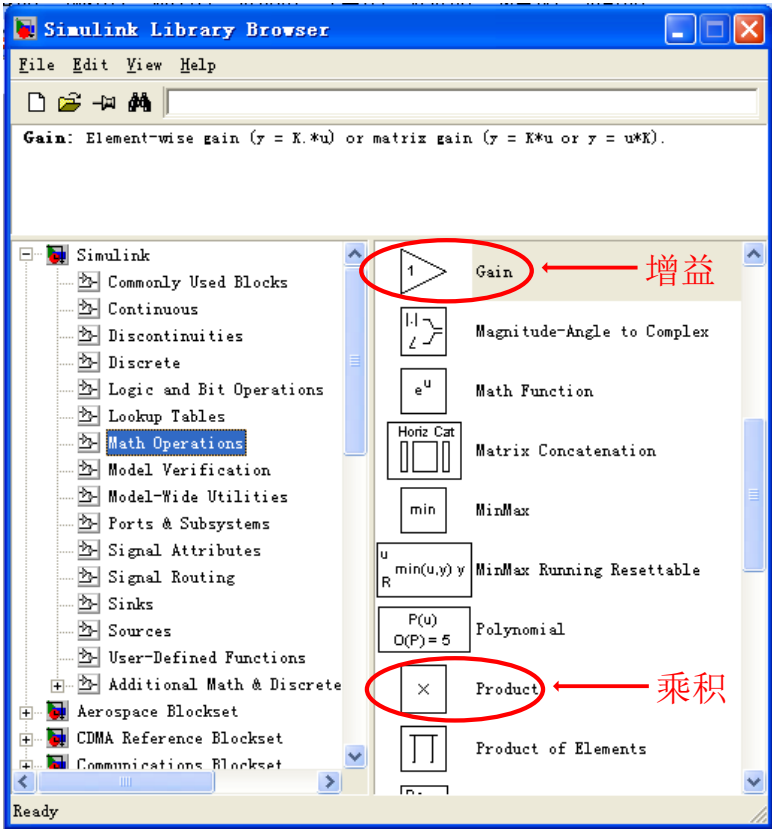 Simulink Library Browser
File Edit View Help
Gain: Element-wise gain (y = K.*u) or matrix gain (y = K*u or y = u*K).
Simulink
Commonly Used Blocks
Continuous
Discontinuities
Discrete
Logic and Bit Operations
Lookup Tables
Math Operations
Model Verification
Model-Wide Utilities
Ports & Subsystems
Signal Attributes
Signal Routing
Sinks
Sources
User-Defined Functions
Additional Math & Discrete
Aerospace Blockset
CDMA Reference Blockset
Communications Blockset
1 Gain 增益
|.| ∠ Magnitude-Angle to Complex
e^u Math Function
Horiz Cat Matrix Concatenation
min MinMax
u R min(u,y) y MinMax Running Resettable
P(u) O(P) = 5 Polynomial
× Product 乘积
∏ Product of Elements
Ready